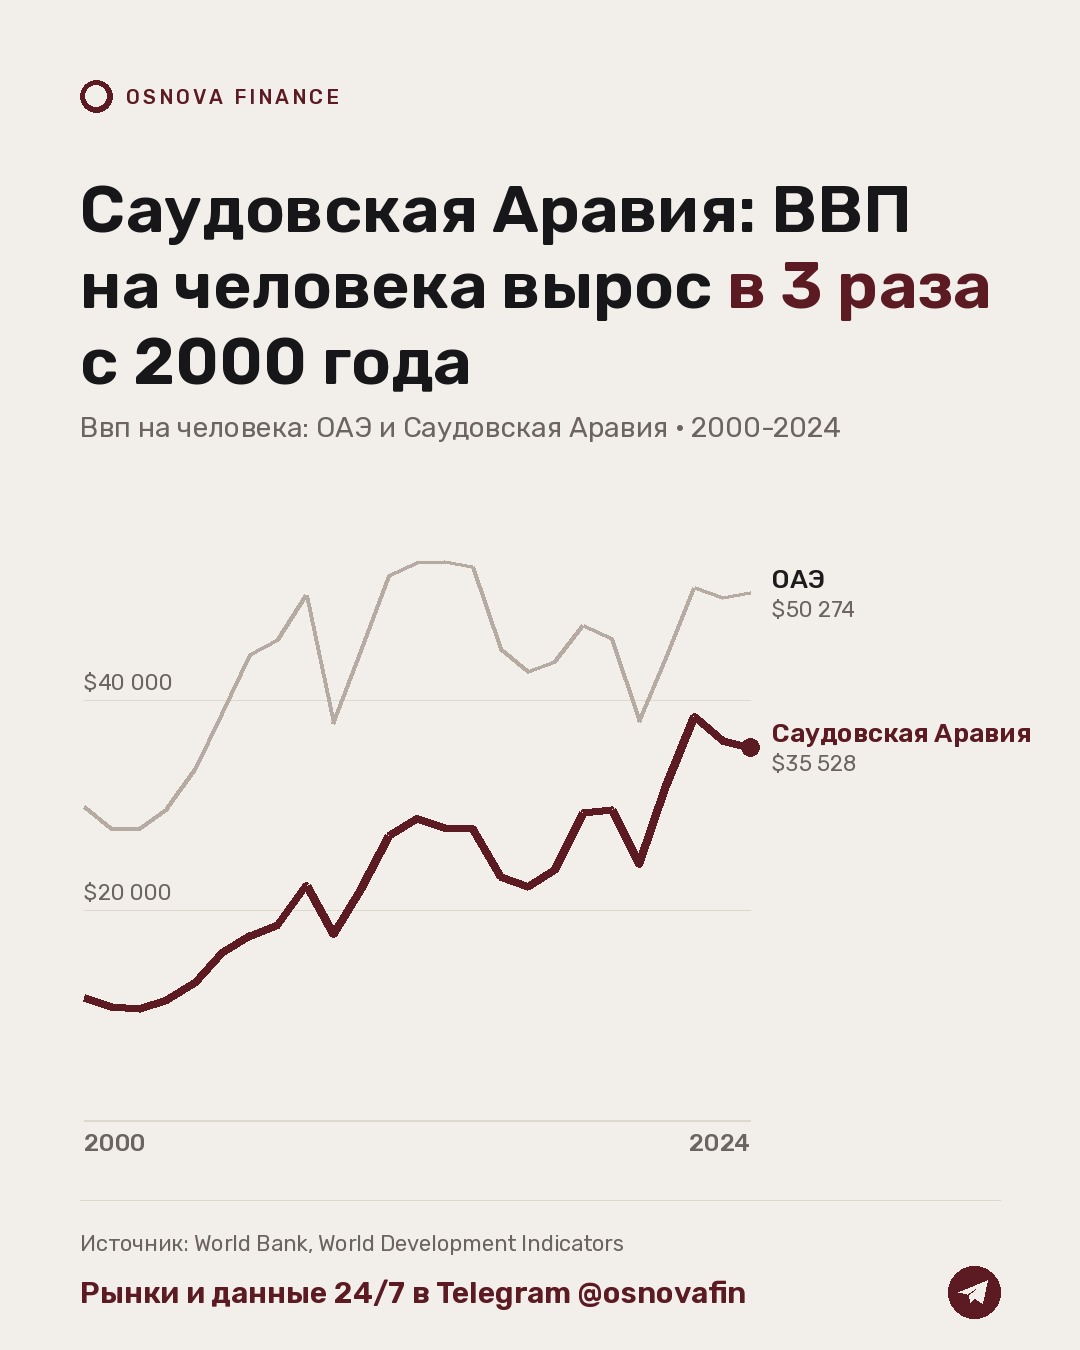 OSNOVA FINANCE
Саудовская Аравия: ВВП
на человека вырос в 3 раза
с 2000 года
Ввп на человека: ОАЭ и Саудовская Аравия • 2000–2024
ОАЭ
$50 274
$40 000
Саудовская Аравия
$35 528
$20 000
2000
2024
Источник: World Bank, World Development Indicators
Рынки и данные 24/7 в Telegram @osnovafin